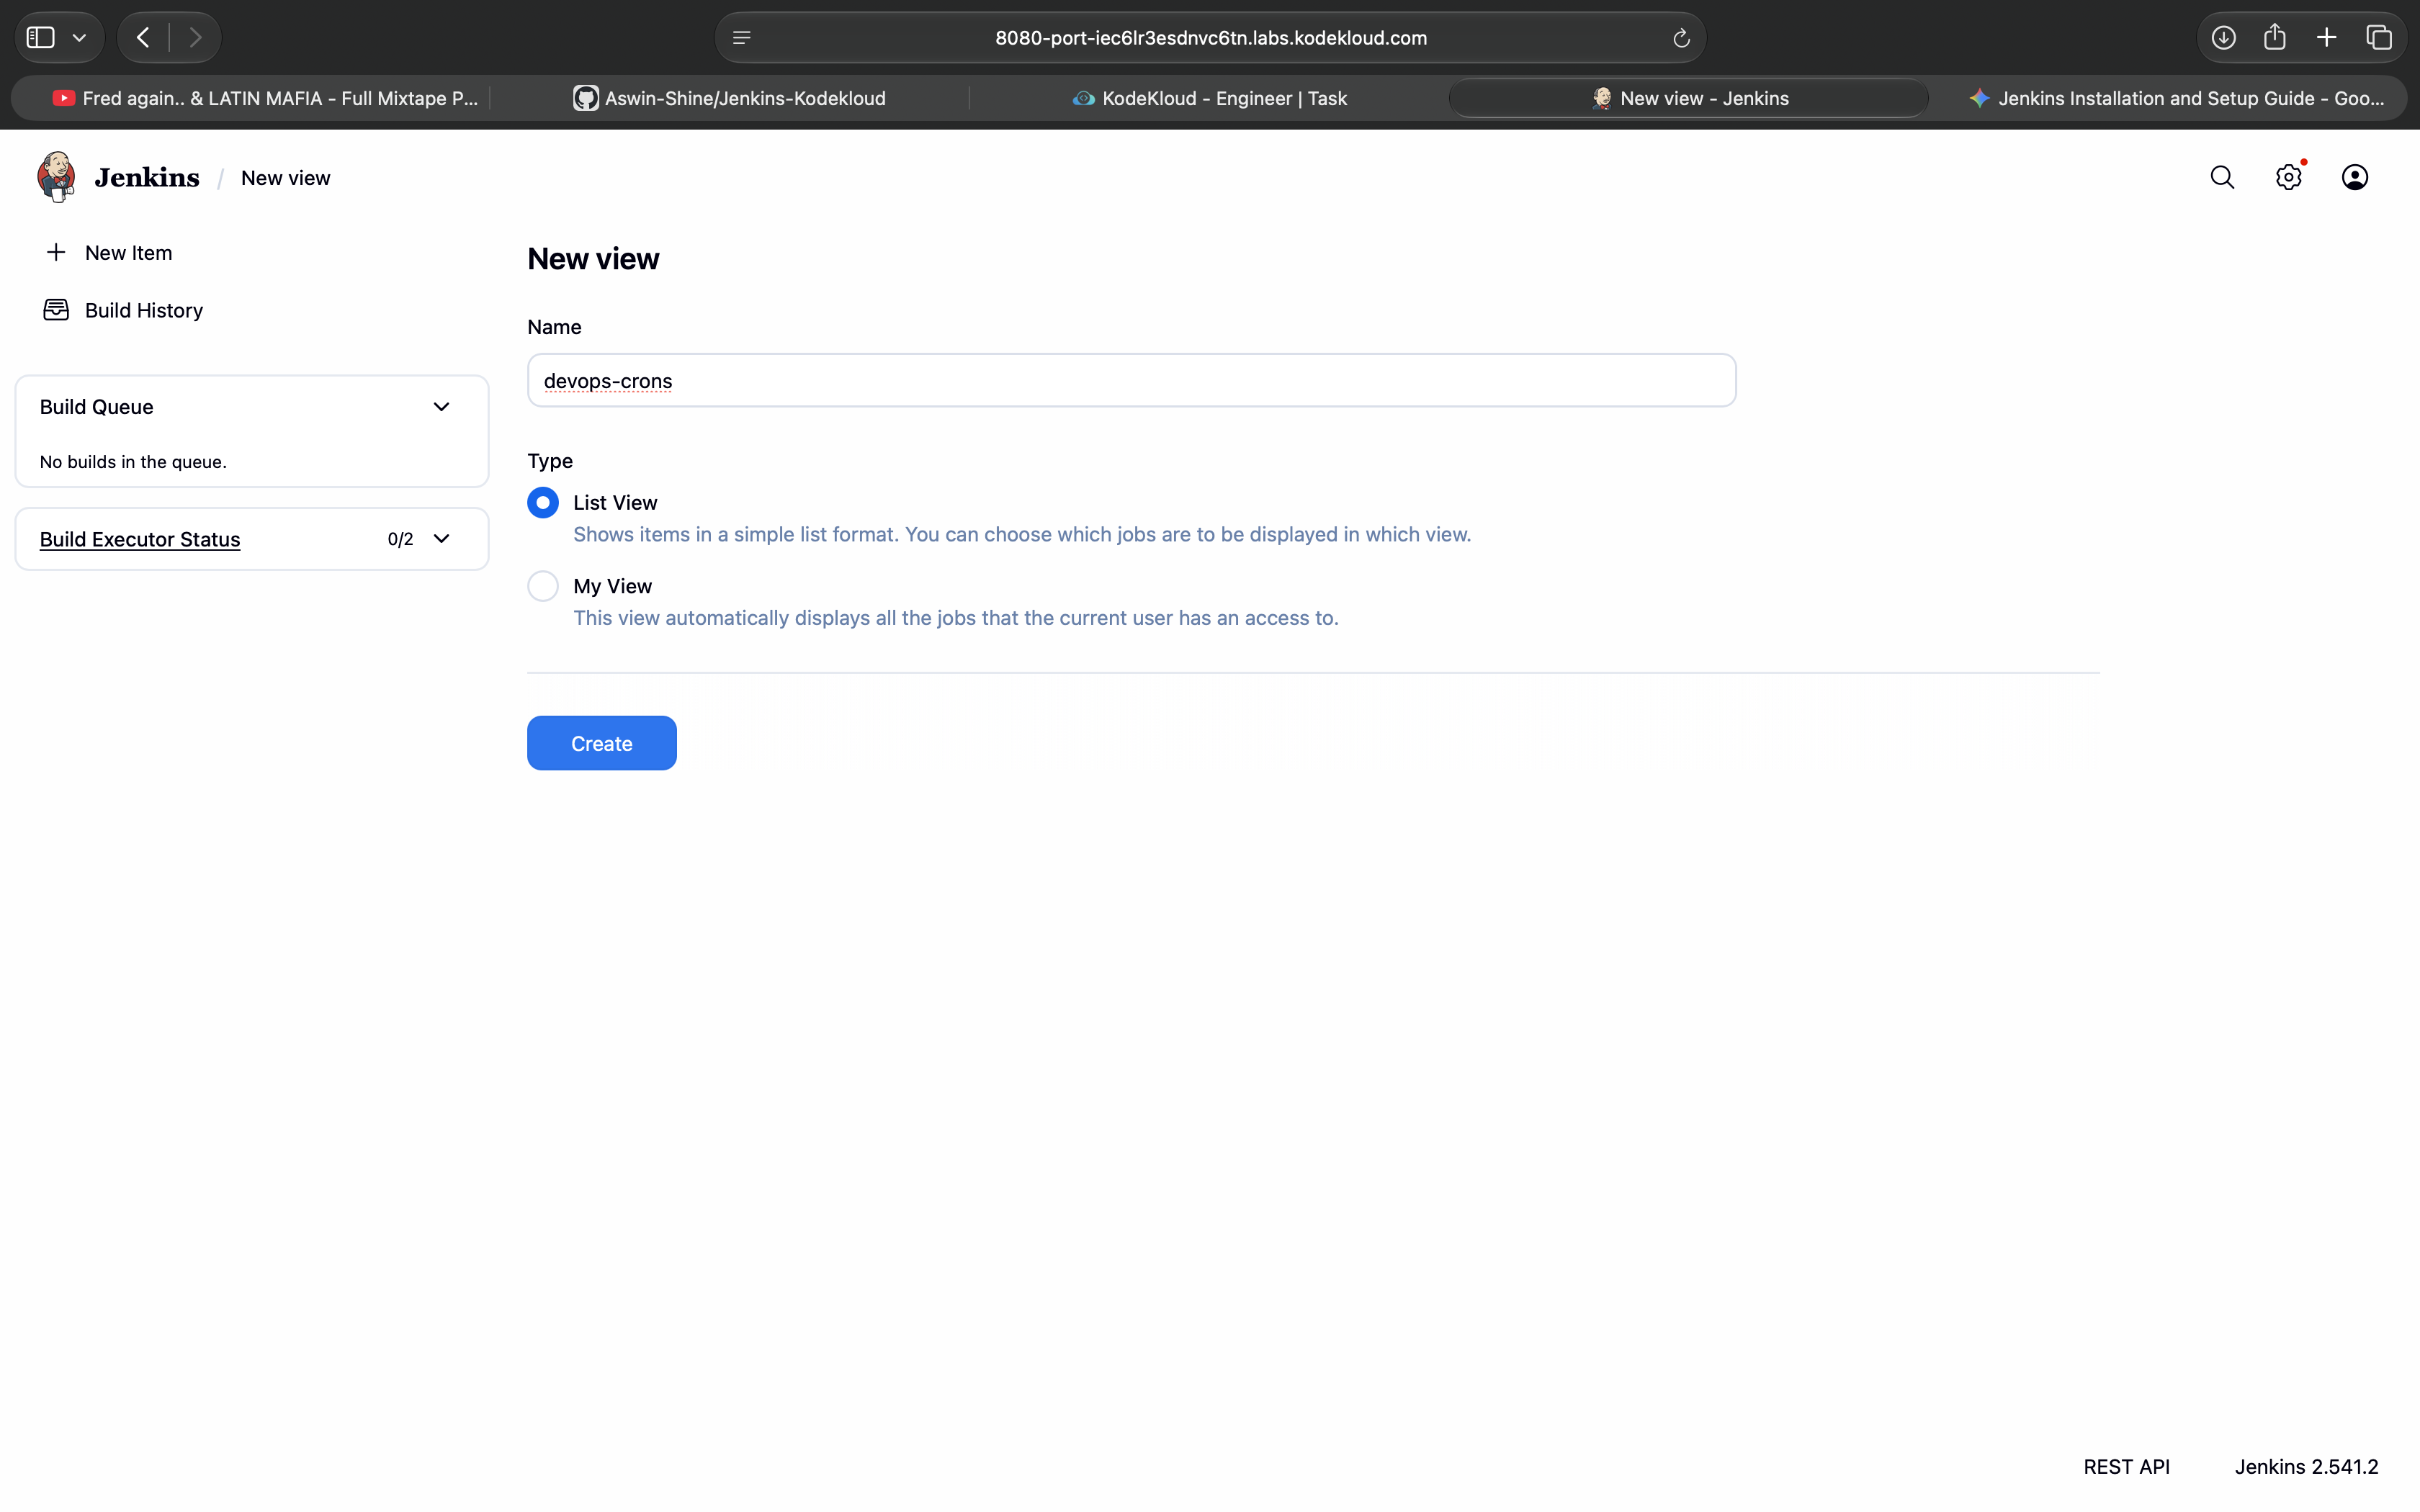 8080-port-iec6lr3esdnvc6tn.labs.kodekloud.com
Fred again.. & LATIN MAFIA - Full Mixtape P...
Aswin-Shine/Jenkins-Kodekloud
KodeKloud - Engineer | Task
New view - Jenkins
Jenkins Installation and Setup Guide - Goo...
Jenkins / New view
New Item
Build History
Build Queue
No builds in the queue.
Build Executor Status 0/2
New view
Name
devops-crons
Type
List View
Shows items in a simple list format. You can choose which jobs are to be displayed in which view.
My View
This view automatically displays all the jobs that the current user has an access to.
Create
REST API
Jenkins 2.541.2